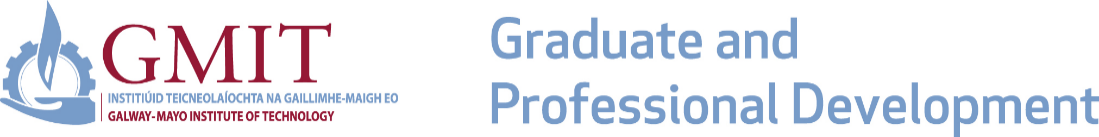 GMIT
INSTITIÚID TEICNEOLAÍOCHTA NA GAILLIMHE-MAIGH EO
GALWAY-MAYO INSTITUTE OF TECHNOLOGY
Graduate and
Professional Development